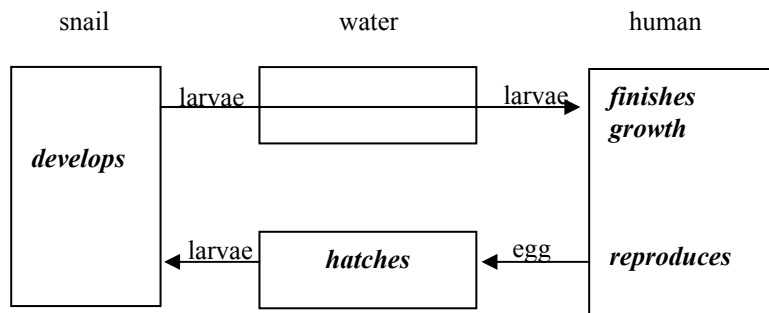 snail water human
larvae larvae finishes
growth
develops
larvae hatches egg reproduces